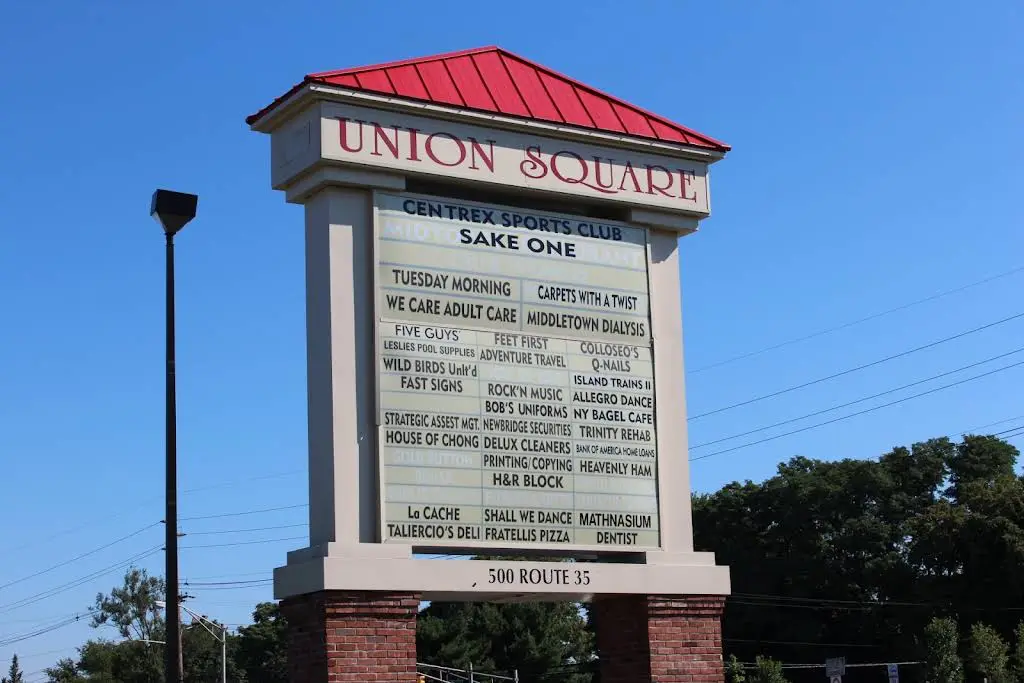 UNION SQUARE
CENTREX SPORTS CLUB
SAKE ONE
TUESDAY MORNING CARPETS WITH A TWIST
WE CARE ADULT CARE MIDDLETOWN DIALYSIS
FIVE GUYS FEET FIRST COLLOSEO'S
LESLIES POOL SUPPLIES ADVENTURE TRAVEL Q-NAILS
WILD BIRDS Unlt'd ISLAND TRAINS II
FAST SIGNS ROCK'N MUSIC ALLEGRO DANCE
BOB'S UNIFORMS NY BAGEL CAFE
STRATEGIC ASSEST MGT. NEWBRIDGE SECURITIES TRINITY REHAB
HOUSE OF CHONG DELUX CLEANERS BANK OF AMERICA HOME LOANS
PRINTING/COPYING HEAVENLY HAM
H&R BLOCK
La CACHE SHALL WE DANCE MATHNASIUM
TALIERCIO'S DELI FRATELLIS PIZZA DENTIST
500 ROUTE 35